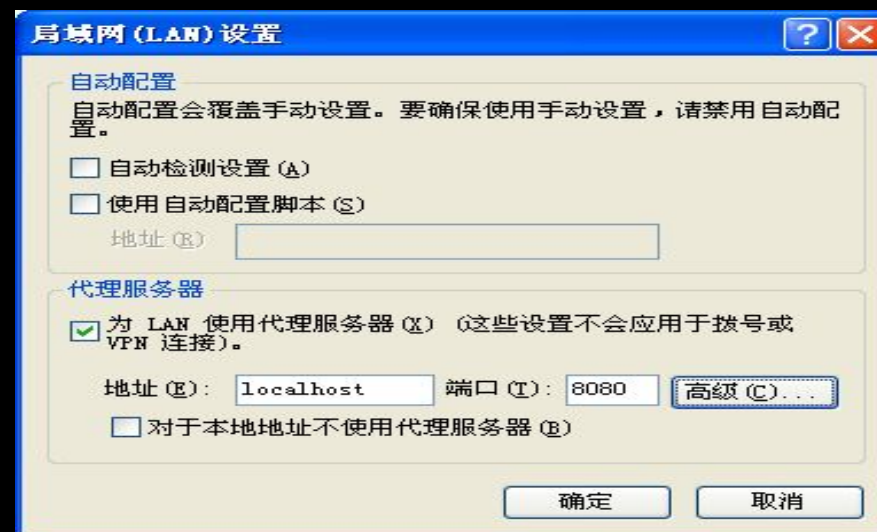 局域网(LAN)设置
自动配置
自动配置会覆盖手动设置。要确保使用手动设置，请禁用自动配
置。
自动检测设置(A)
使用自动配置脚本(S)
地址(R)
代理服务器
为 LAN 使用代理服务器(X) (这些设置不会应用于拨号或
VPN 连接)。
地址(E): localhost 端口(T): 8080 高级(C)...
对于本地地址不使用代理服务器(B)
确定 取消